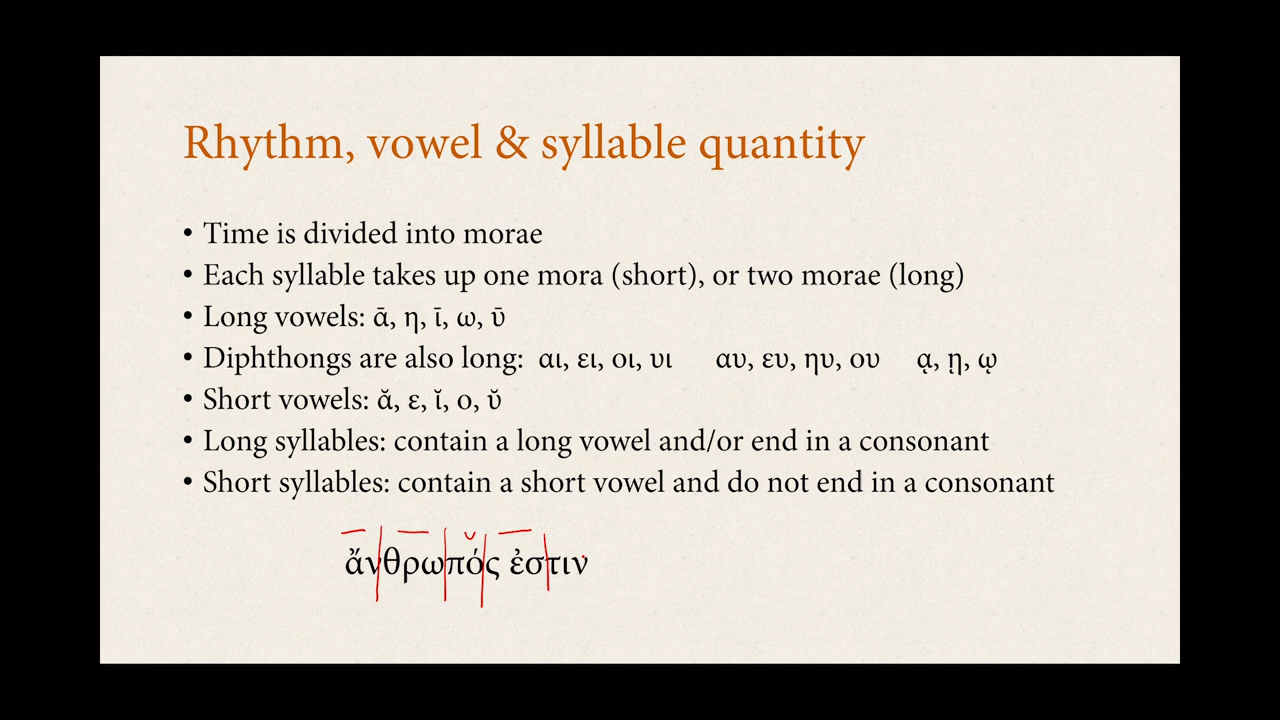 Rhythm, vowel & syllable quantity
• Time is divided into morae
• Each syllable takes up one mora (short), or two morae (long)
• Long vowels: ᾱ, η, ῑ, ω, ῡ
• Diphthongs are also long: αι, ει, οι, υι αυ, ευ, ηυ, ου ᾳ, ῃ, ῳ
• Short vowels: ᾰ, ε, ῐ, ο, ῠ
• Long syllables: contain a long vowel and/or end in a consonant
• Short syllables: contain a short vowel and do not end in a consonant
ἄνθρωπός ἐστιν